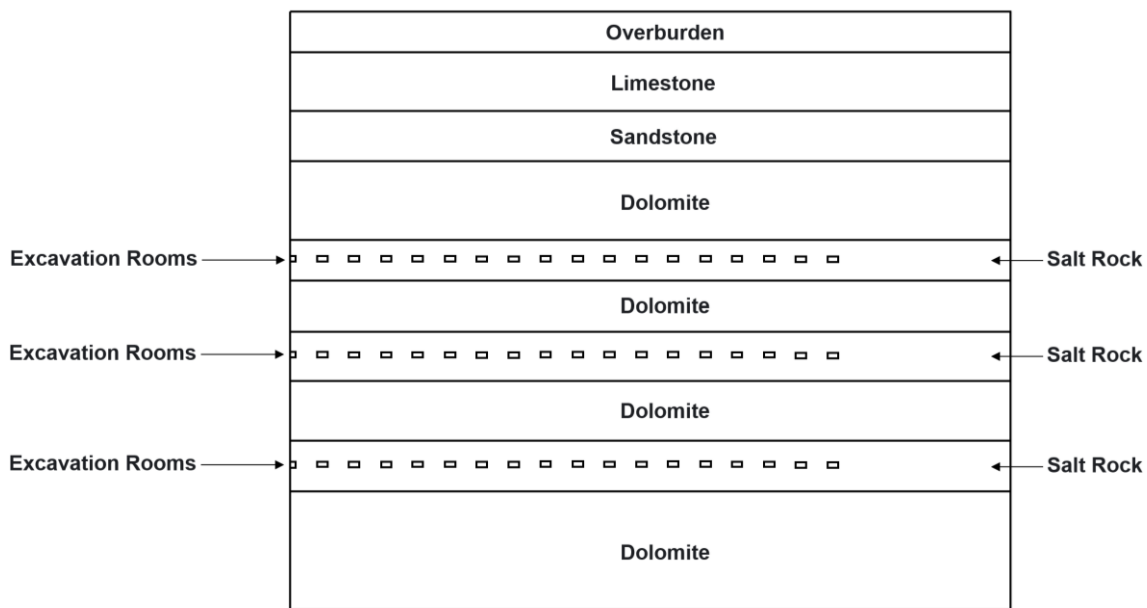 Overburden
Limestone
Sandstone
Dolomite
Excavation Rooms
Salt Rock
Dolomite
Excavation Rooms
Salt Rock
Dolomite
Excavation Rooms
Salt Rock
Dolomite